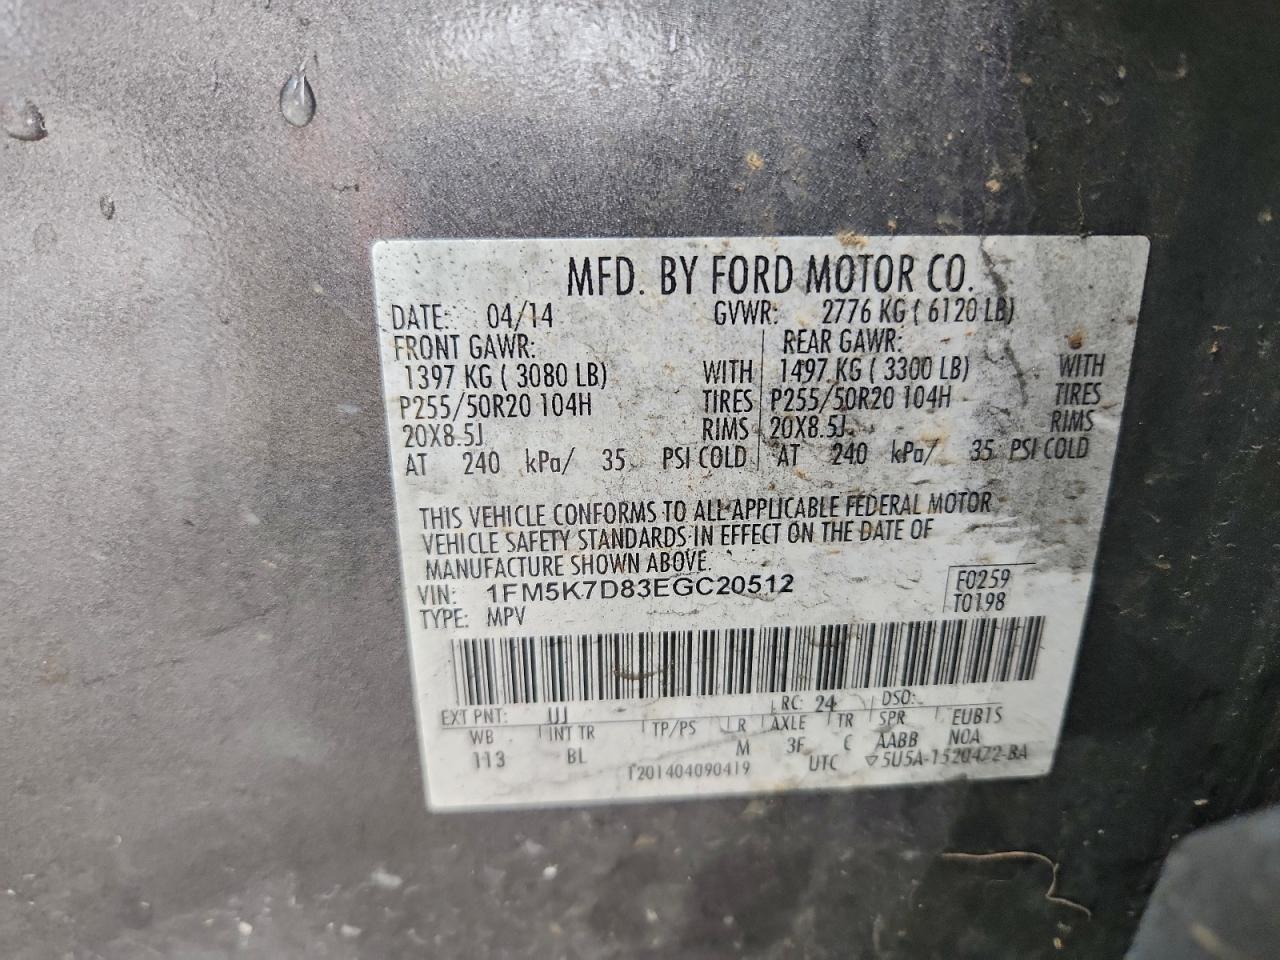 MFD. BY FORD MOTOR CO.
DATE: 04/14 GVWR: 2776 KG ( 6120 LB)
FRONT GAWR: REAR GAWR:
1397 KG ( 3080 LB) WITH 1497 KG ( 3300 LB) WITH
P255/50R20 104H TIRES P255/50R20 104H TIRES
20X8.5J RIMS 20X8.5J RIMS
AT 240 kPa/ 35 PSI COLD AT 240 kPa/ 35 PSI COLD
THIS VEHICLE CONFORMS TO ALL APPLICABLE FEDERAL MOTOR
VEHICLE SAFETY STANDARDS IN EFFECT ON THE DATE OF
MANUFACTURE SHOWN ABOVE.
VIN: 1FM5K7D83EGC20512 F0259
TYPE: MPV T0198
EXT PNT: UJ RC: 24 DSO:
WB INT TR TP/PS R AXLE TR SPR EUB1S
113 BL M 3F C AABB NOA
T201404090419 UTC ▽5U5A-1520472-BA